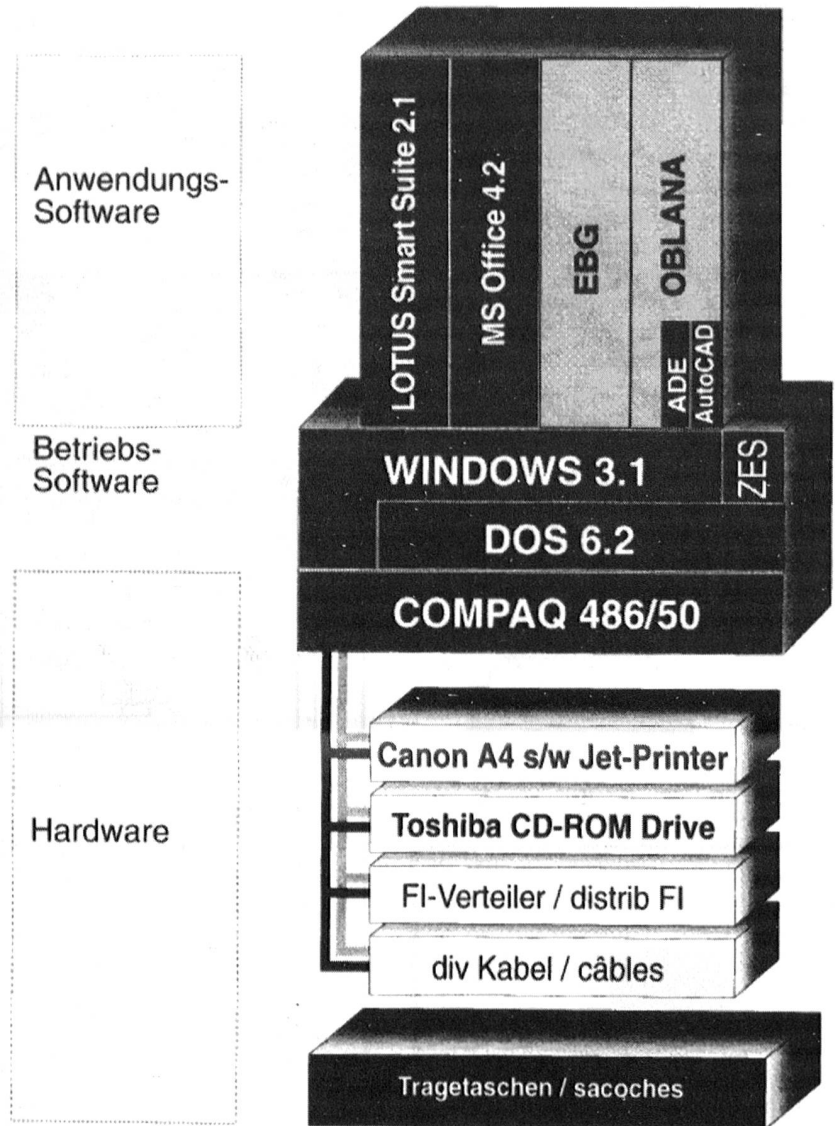 Anwendungs-
Software
LOTUS Smart Suite 2.1
MS Office 4.2
EBG
OBLANA
ADE
AutoCAD
Betriebs-
Software
WINDOWS 3.1
ZES
DOS 6.2
COMPAQ 486/50
Hardware
Canon A4 s/w Jet-Printer
Toshiba CD-ROM Drive
FI-Verteiler / distrib FI
div Kabel / câbles
Tragetaschen / sacoches